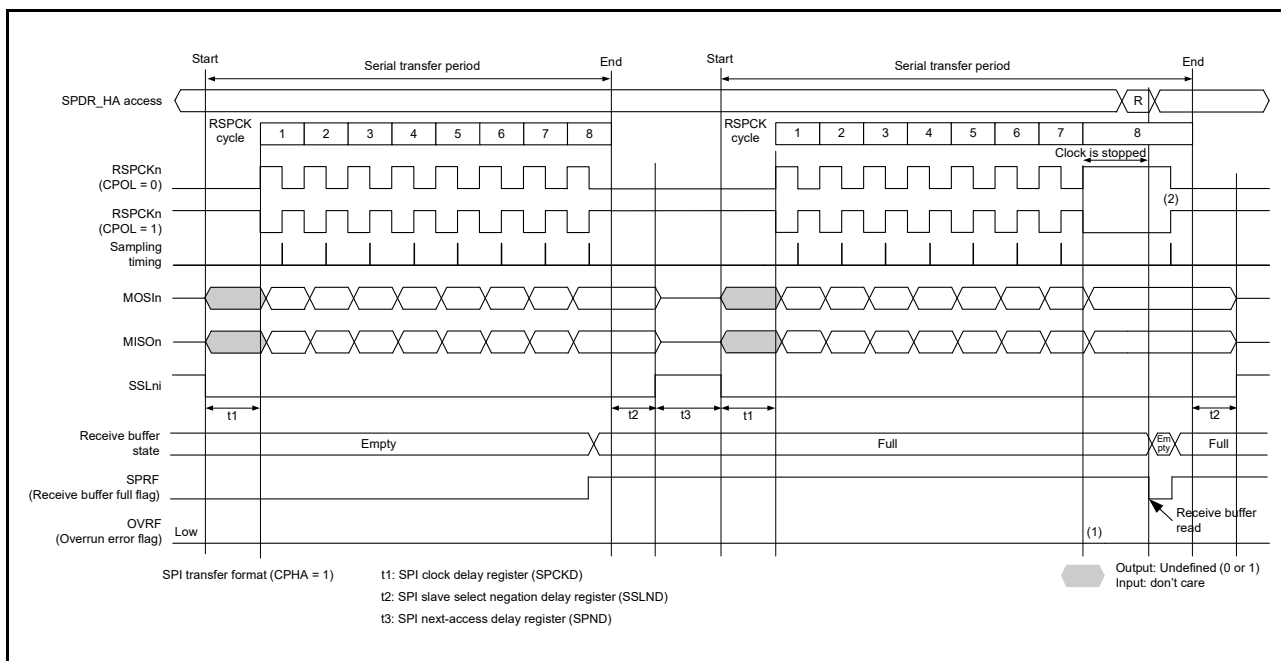 Start
End
Start
End
Serial transfer period
Serial transfer period
SPDR_HA access
R
RSPCK
cycle
1 2 3 4 5 6 7 8
RSPCK
cycle
1 2 3 4 5 6 7 8
Clock is stopped
RSPCKn
(CPOL = 0)
(2)
RSPCKn
(CPOL = 1)
Sampling
timing
MOSIn
MISOn
SSLni
t1
t2
t3
t1
t2
Receive buffer
state
Empty
Full
Em
pty
Full
SPRF
(Receive buffer full flag)
Receive buffer
read
OVRF
(Overrun error flag)
Low
(1)
SPI transfer format (CPHA = 1)
t1: SPI clock delay register (SPCKD)
t2: SPI slave select negation delay register (SSLND)
t3: SPI next-access delay register (SPND)
Output: Undefined (0 or 1)
Input: don't care